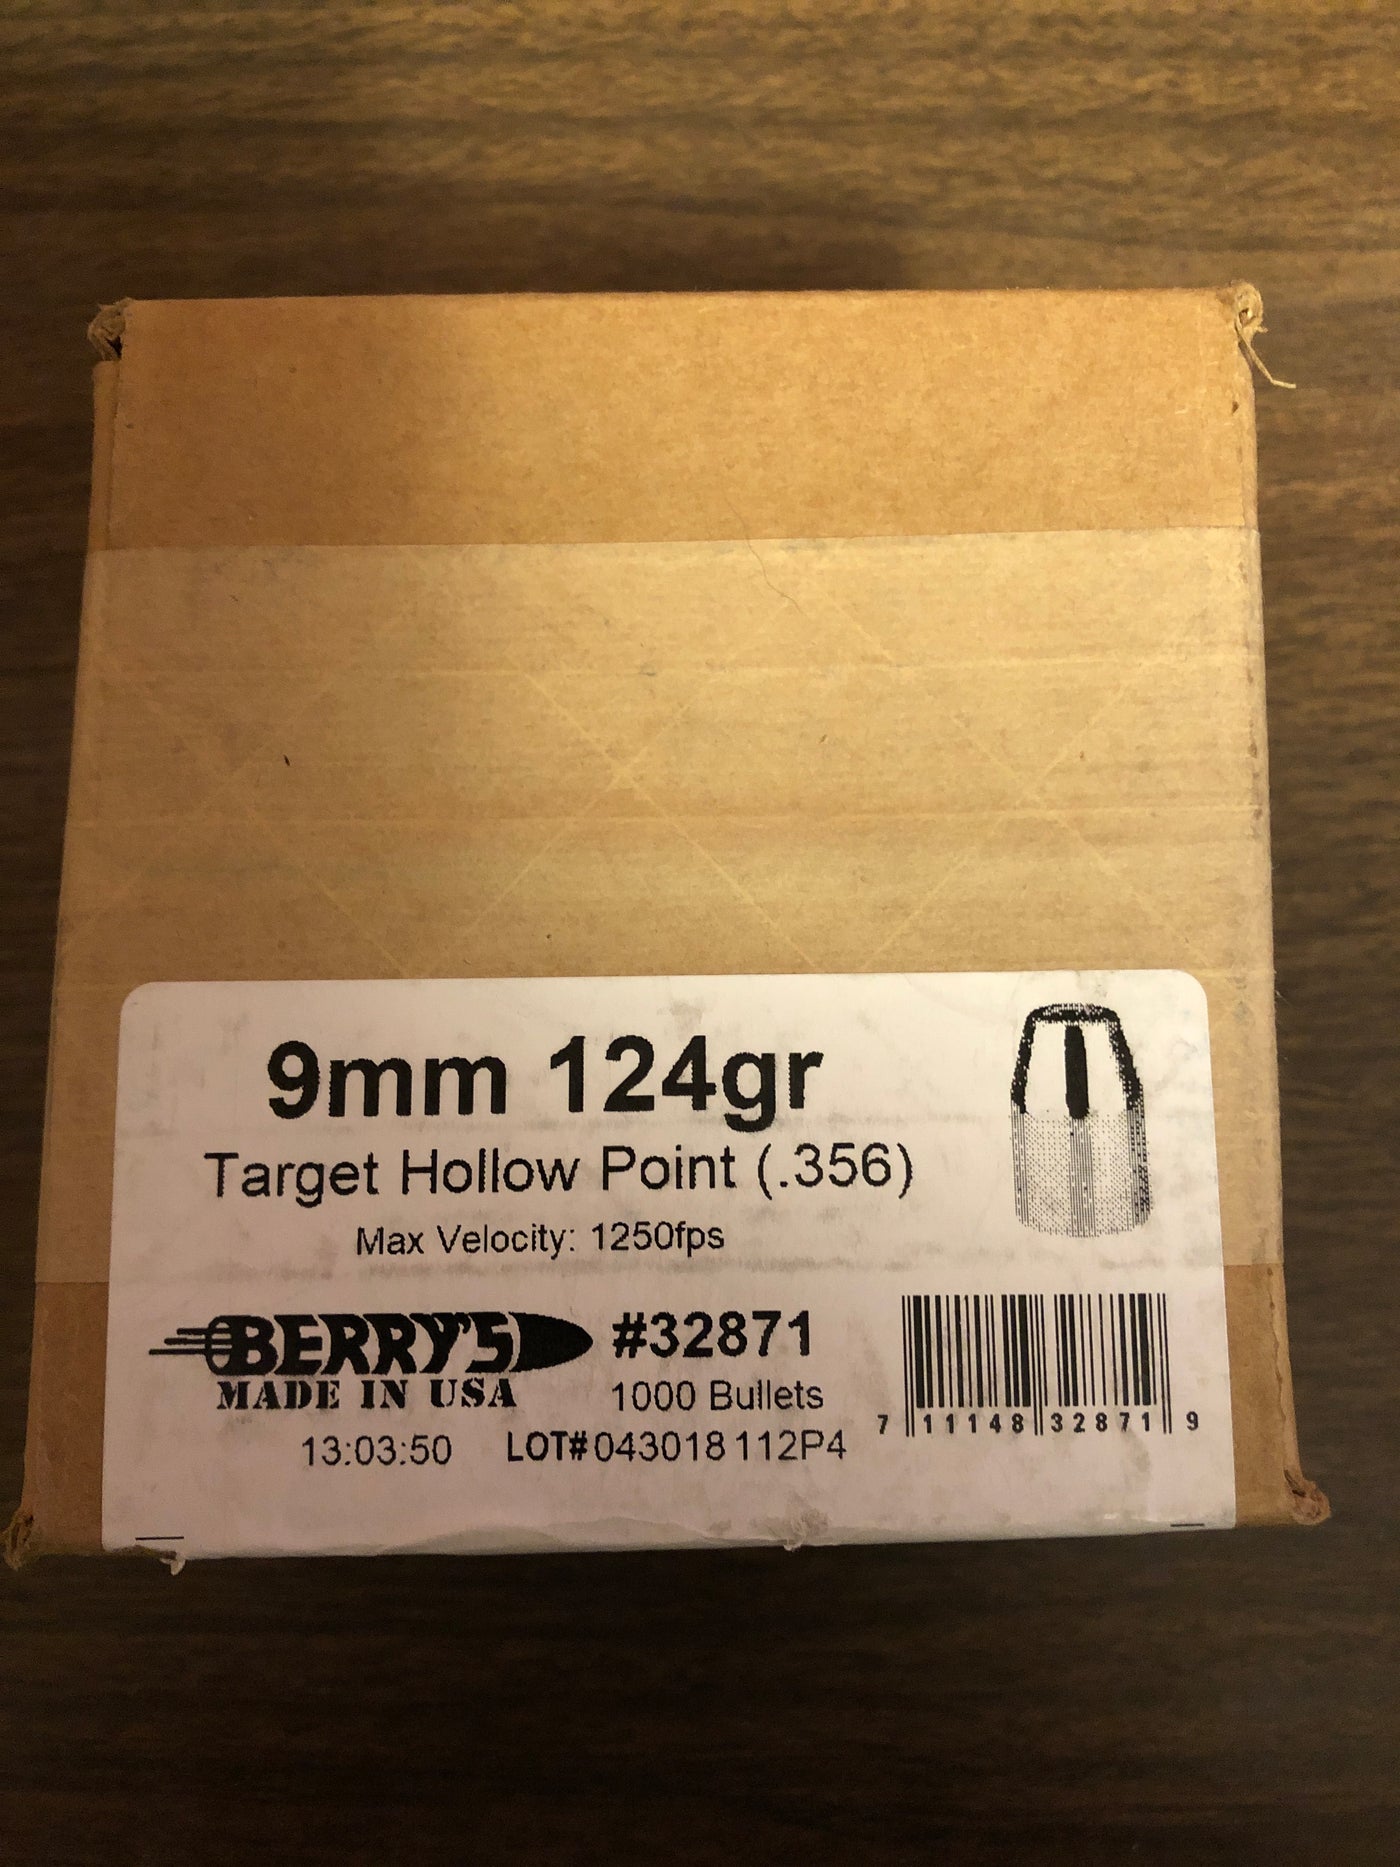 9mm 124gr
Target Hollow Point (.356)
Max Velocity: 1250fps
BERRY'S
MADE IN USA
#32871
1000 Bullets
13:03:50 LOT#043018 112P4
7 11148 32871 9